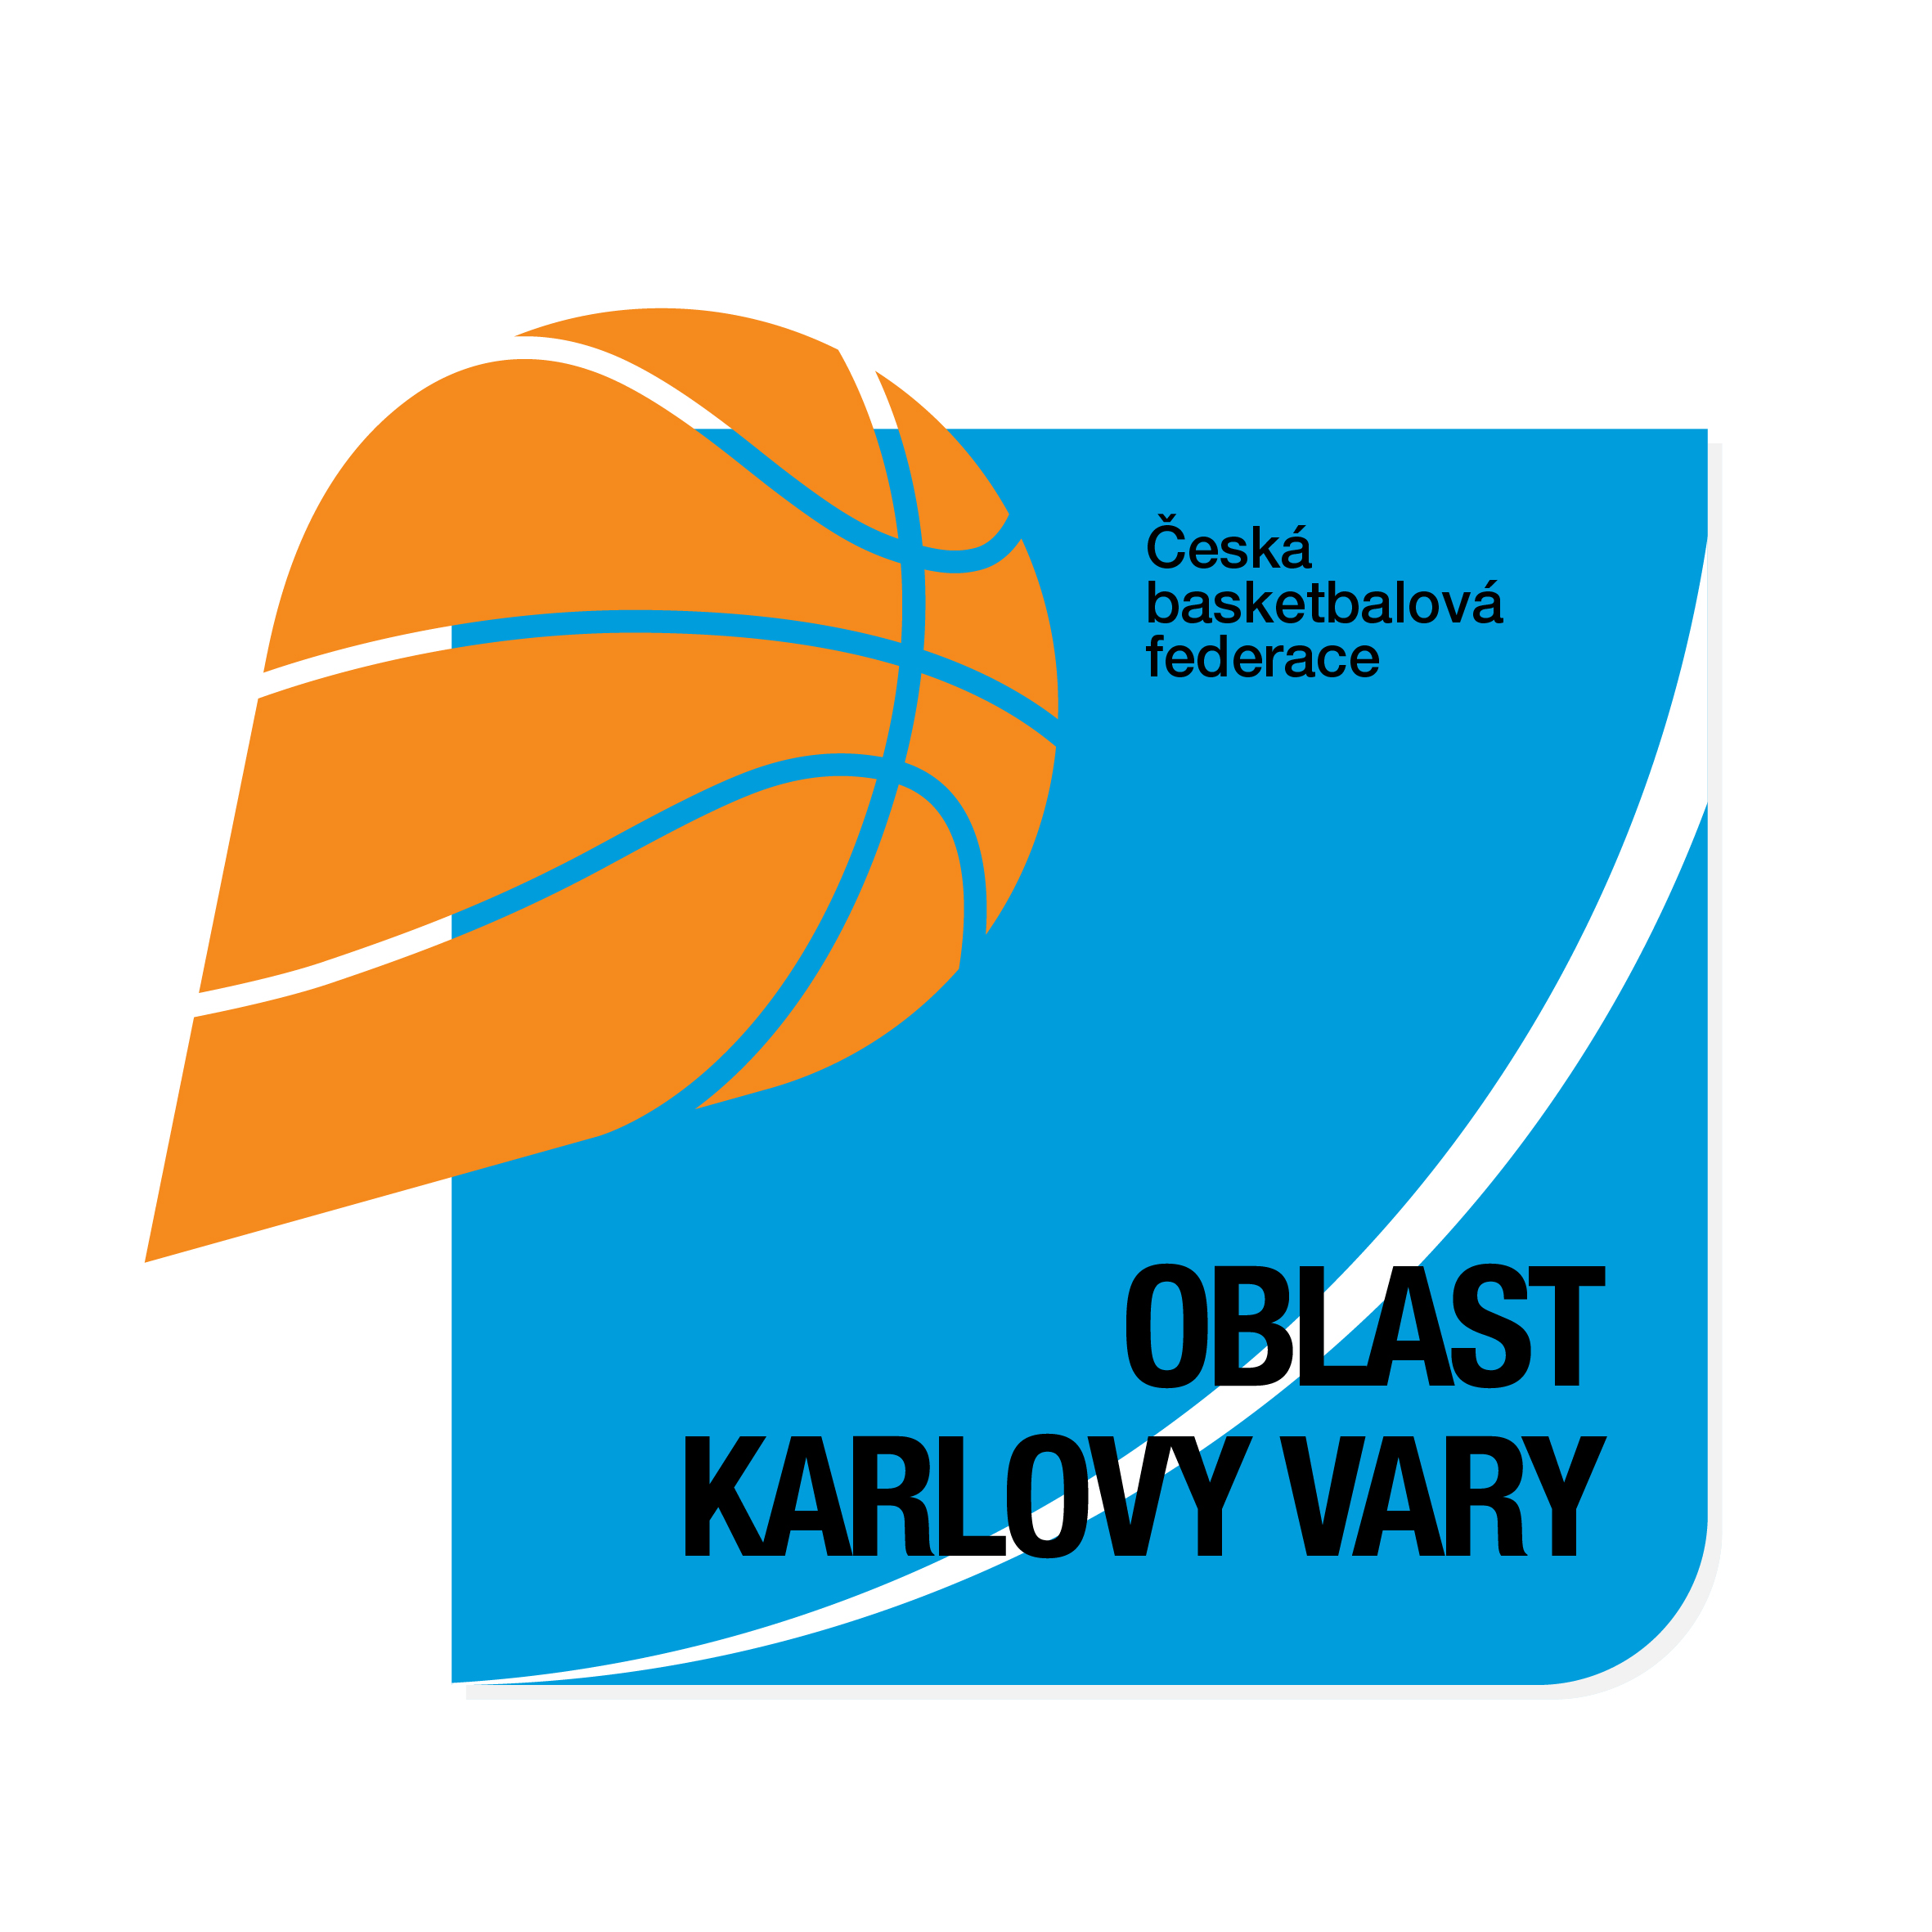 Česká
basketbalová
federace
OBLAST
KARLOVY VARY